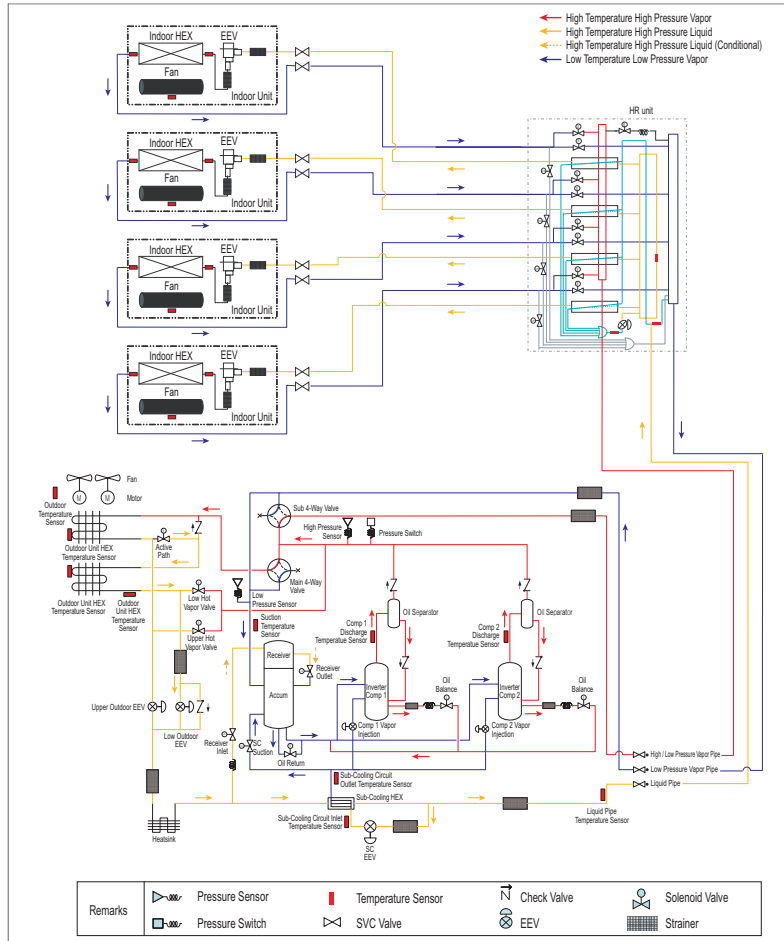 High Temperature High Pressure Vapor
High Temperature High Pressure Liquid
High Temperature High Pressure Liquid (Conditional)
Low Temperature Low Pressure Vapor
Indoor HEX
EEV
Fan
Indoor Unit
HR unit
Indoor HEX
EEV
Fan
Indoor Unit
Indoor HEX
EEV
Fan
Indoor Unit
Indoor HEX
EEV
Fan
Indoor Unit
Fan
M
M
Motor
Outdoor
Temperature
Sensor
Outdoor Unit HEX
Temperature Sensor
Active
Path
Sub 4-Way Valve
High Pressure
Sensor
Pressure Switch
Main 4-Way
Valve
Outdoor Unit HEX
Temperature Sensor
Outdoor
Unit HEX
Temperature
Sensor
Low Hot
Vapor Valve
Upper Hot
Vapor Valve
Low
Pressure Sensor
Suction
Temperature
Sensor
Receiver
Accum
Receiver
Outlet
Comp 1
Discharge
Temperatue Sensor
Oil Separator
Comp 2
Discharge
Temperatue Sensor
Oil Separator
Inverter
Comp 1
Oil
Balance
Inverter
Comp 2
Oil
Balance
Upper Outdoor EEV
Low Outdoor
EEV
Receiver
Inlet
SC
Suction
Oil Return
Comp 1 Vapor
Injection
Comp 2 Vapor
Injection
High / Low Pressure Vapor Pipe
Low Pressure Vapor Pipe
Liquid Pipe
Sub-Cooling Circuit
Outlet Temperature Sensor
Sub-Cooling HEX
Sub-Cooling Circuit Inlet
Temperature Sensor
SC
EEV
Liquid Pipe
Temperature Sensor
Heatsink
Remarks
Pressure Sensor
Temperature Sensor
Check Valve
Solenoid Valve
Pressure Switch
SVC Valve
EEV
Strainer